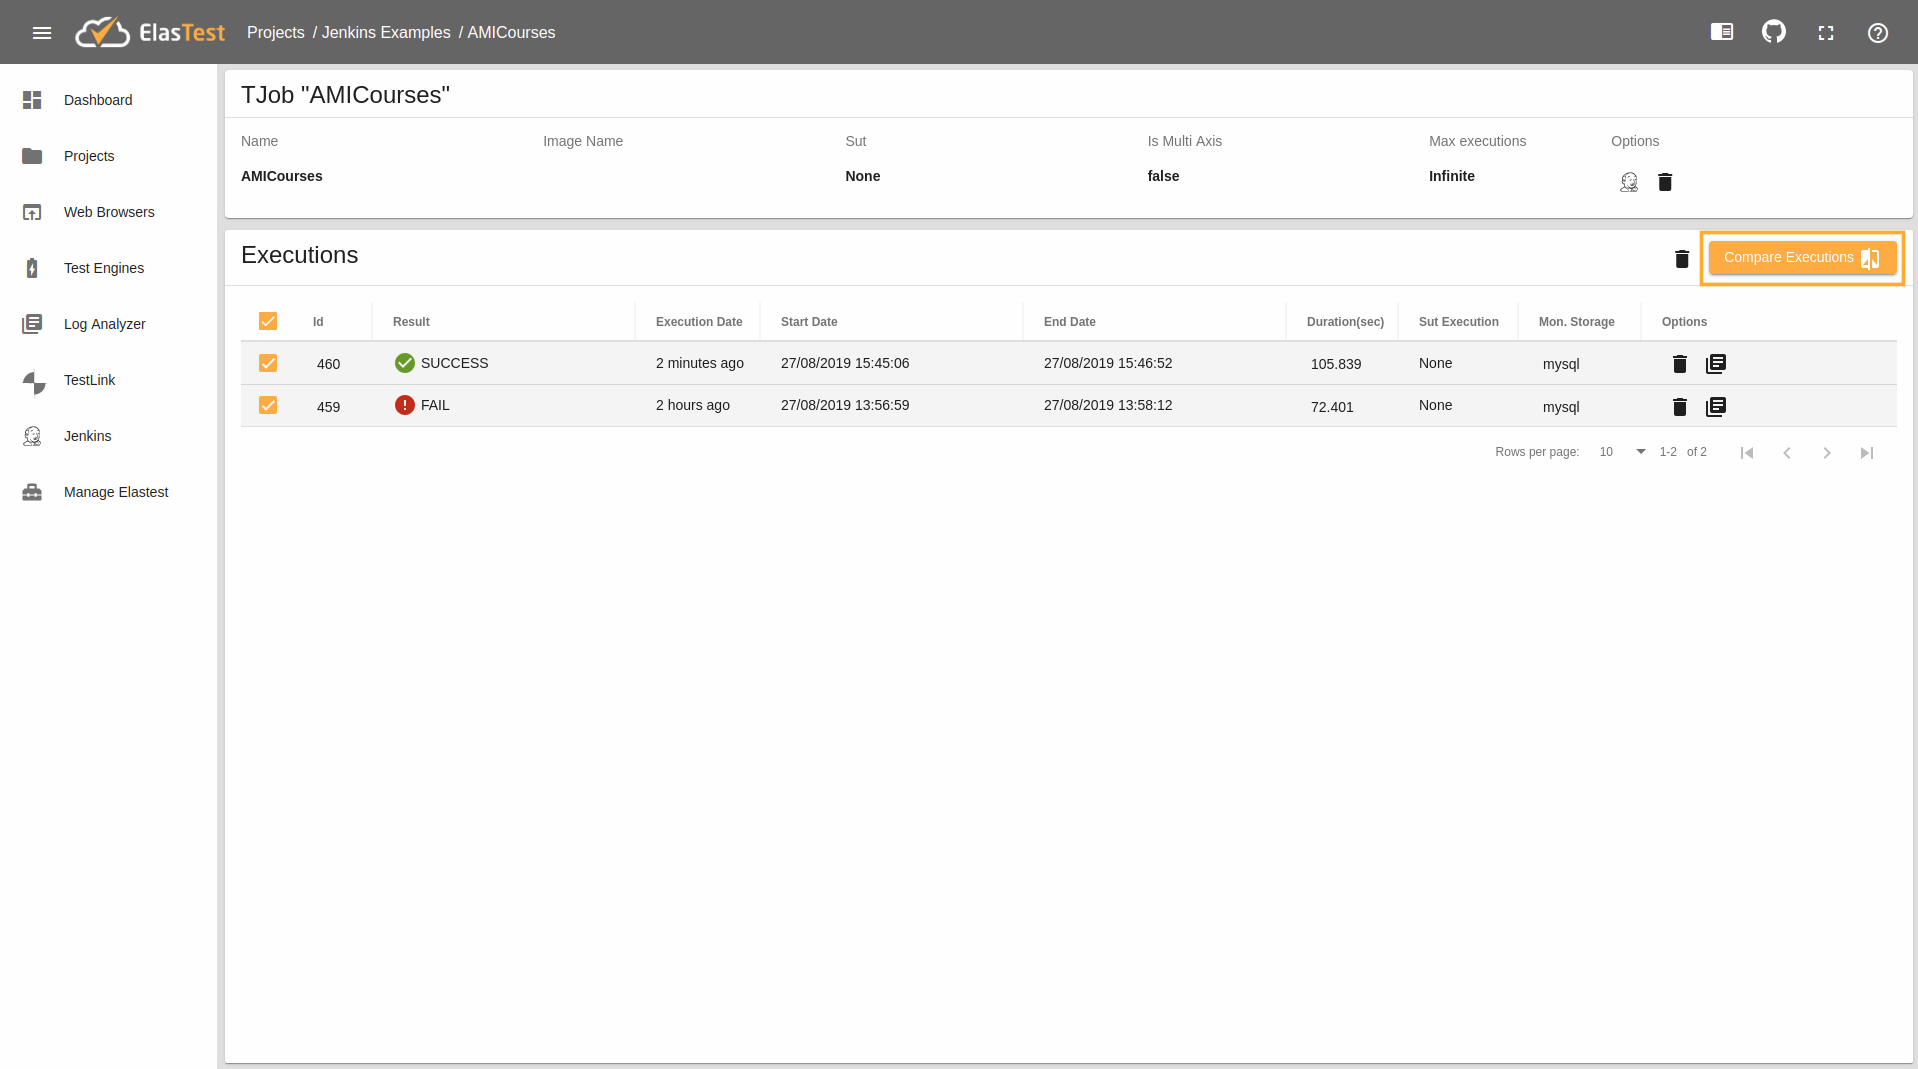 ElasTest Projects / Jenkins Examples / AMICourses
Dashboard
Projects
Web Browsers
Test Engines
Log Analyzer
TestLink
Jenkins
Manage Elastest
TJob "AMICourses"
Name Image Name Sut Is Multi Axis Max executions Options
AMICourses None false Infinite
Executions
Compare Executions
Id Result Execution Date Start Date End Date Duration(sec) Sut Execution Mon. Storage Options
460 SUCCESS 2 minutes ago 27/08/2019 15:45:06 27/08/2019 15:46:52 105.839 None mysql
459 FAIL 2 hours ago 27/08/2019 13:56:59 27/08/2019 13:58:12 72.401 None mysql
Rows per page: 10 1-2 of 2